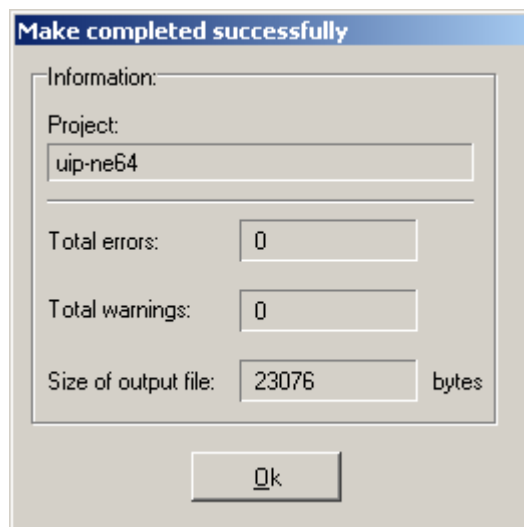 Make completed successfully
Information:
Project:
uip-ne64
Total errors: 0
Total warnings: 0
Size of output file: 23076 bytes
Ok